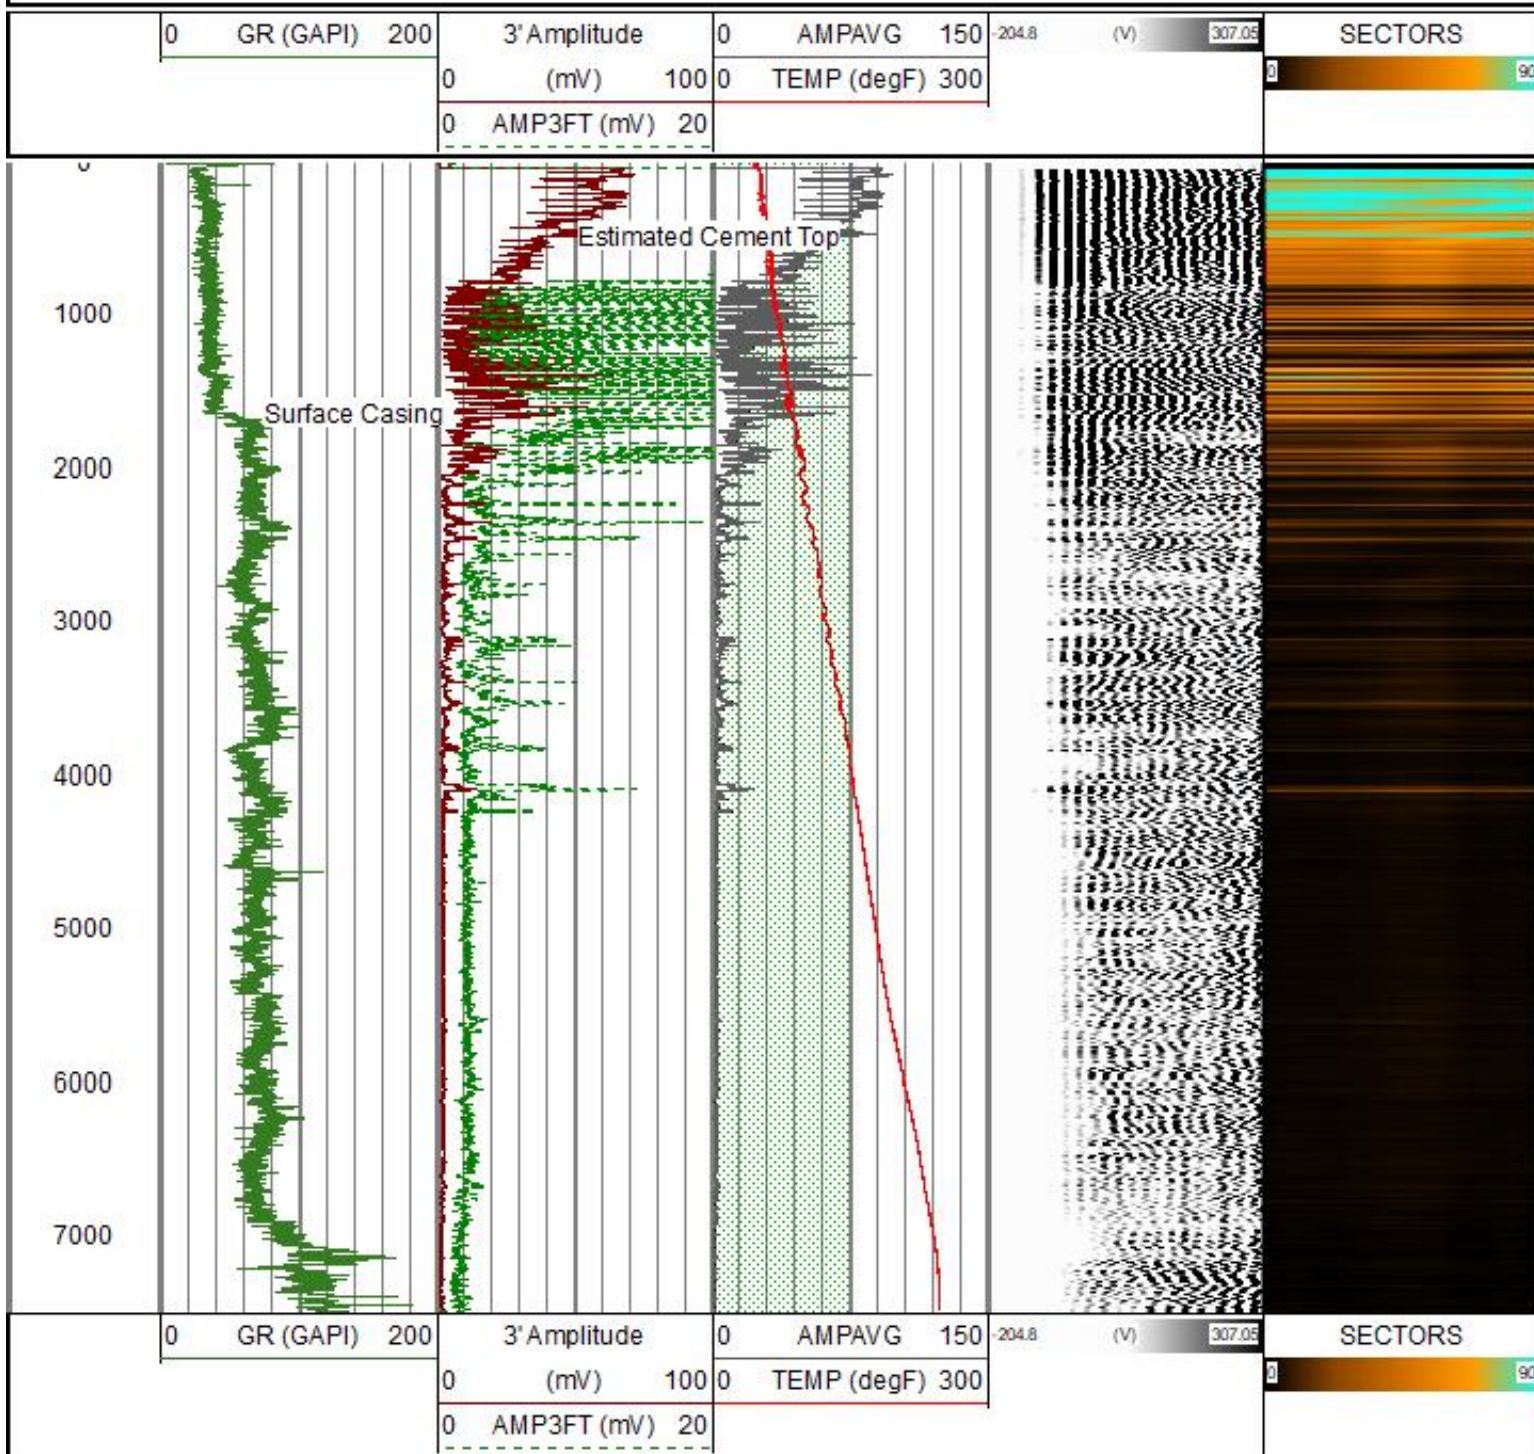 0 GR (GAPI) 200
3' Amplitude
0 AMPAVG 150
-204.8 (V) 307.05
SECTORS
0 (mV) 100
0 TEMP (degF) 300
0 90
0 AMP3FT (mV) 20
Estimated Cement Top
1000
Surface Casing
2000
3000
4000
5000
6000
7000
0 GR (GAPI) 200
3' Amplitude
0 AMPAVG 150
-204.8 (V) 307.05
SECTORS
0 (mV) 100
0 TEMP (degF) 300
0 90
0 AMP3FT (mV) 20